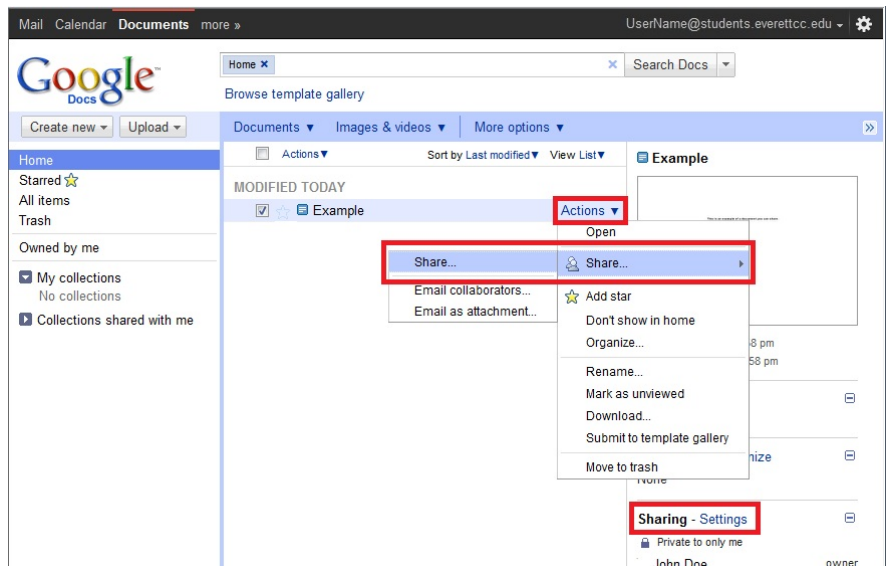 Mail Calendar Documents more »
UserName@students.everettcc.edu
Google
Docs
Home ×
× Search Docs
Browse template gallery
Create new Upload
Documents ▼ Images & videos ▼ More options ▼ »
Home
Starred
All items
Trash
Owned by me
My collections
No collections
Collections shared with me
Actions▼ Sort by Last modified▼ View List▼
MODIFIED TODAY
Example Actions ▼
Open
Share...
Add star
Don't show in home
Organize...
Rename...
Mark as unviewed
Download...
Submit to template gallery
Move to trash
Share...
Email collaborators...
Email as attachment...
Example
pm
58 pm
None
Sharing - Settings
Private to only me
John Doe owner